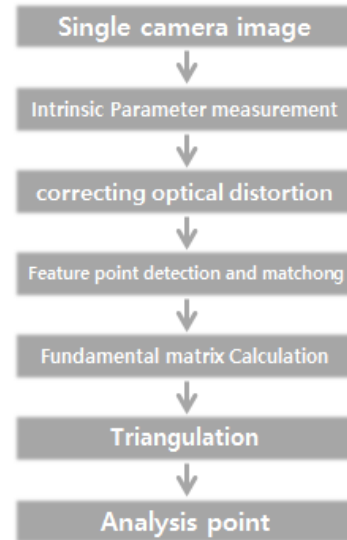 Single camera image
Intrinsic Parameter measurement
correcting optical distortion
Feature point detection and matchong
Fundamental matrix Calculation
Triangulation
Analysis point